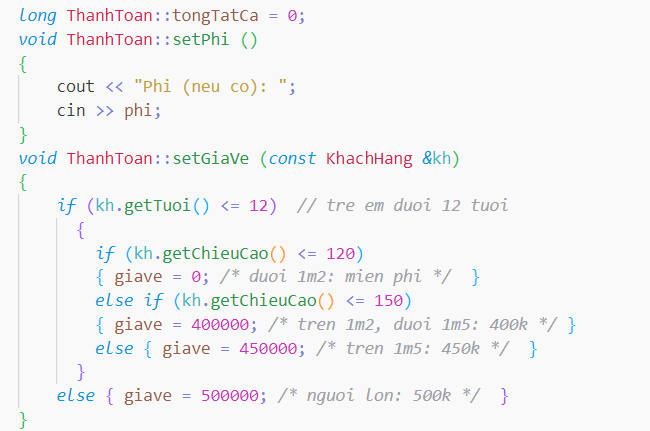 long ThanhToan::tongTatCa = 0;
void ThanhToan::setPhi ()
{
    cout << "Phi (neu co): ";
    cin >> phi;
}
void ThanhToan::setGiaVe (const KhachHang &kh)
{
    if (kh.getTuoi() <= 12)  // tre em duoi 12 tuoi
      {
        if (kh.getChieuCao() <= 120)
        { giave = 0; /* duoi 1m2: mien phi */  }
        else if (kh.getChieuCao() <= 150)
        { giave = 400000; /* tren 1m2, duoi 1m5: 400k */ }
        else { giave = 450000; /* tren 1m5: 450k */  }
      }
    else { giave = 500000; /* nguoi lon: 500k */  }
}